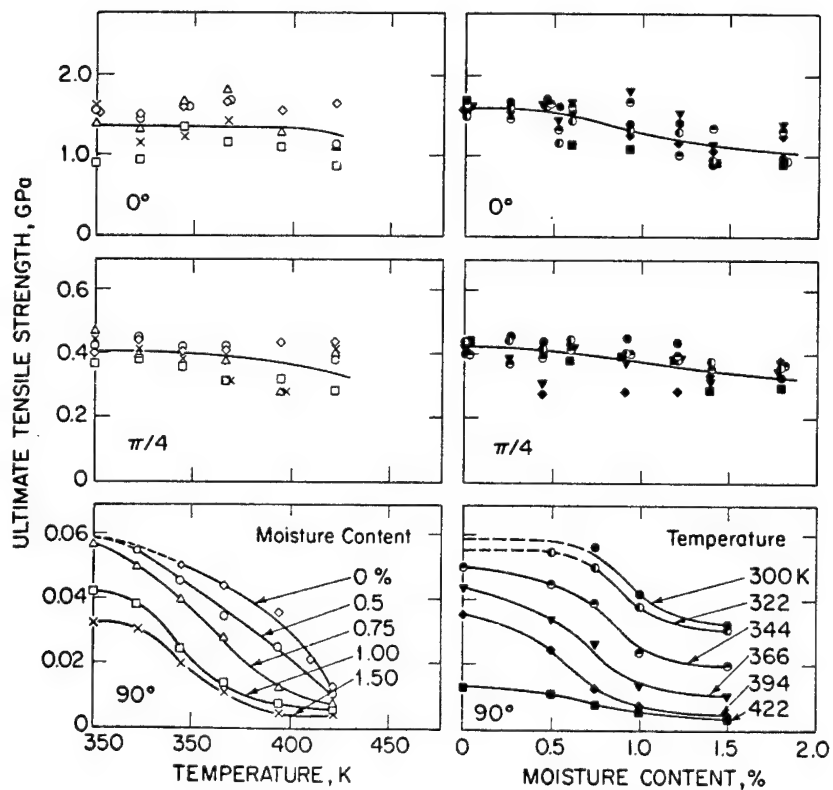 ULTIMATE TENSILE STRENGTH, GPa
2.0
1.0
0
0°
0°
0.6
0.4
0.2
0
π/4
π/4
0.06
0.04
0.02
0
Moisture Content
0 %
0.5
0.75
1.00
1.50
90°
Temperature
300 K
322
344
366
394
422
90°
350 350 400 450
TEMPERATURE, K
0 0.5 1.0 1.5 2.0
MOISTURE CONTENT, %